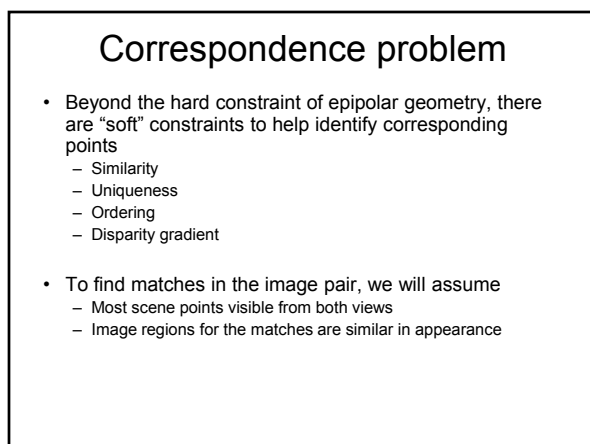 Correspondence problem
• Beyond the hard constraint of epipolar geometry, there
are “soft” constraints to help identify corresponding
points
– Similarity
– Uniqueness
– Ordering
– Disparity gradient
• To find matches in the image pair, we will assume
– Most scene points visible from both views
– Image regions for the matches are similar in appearance